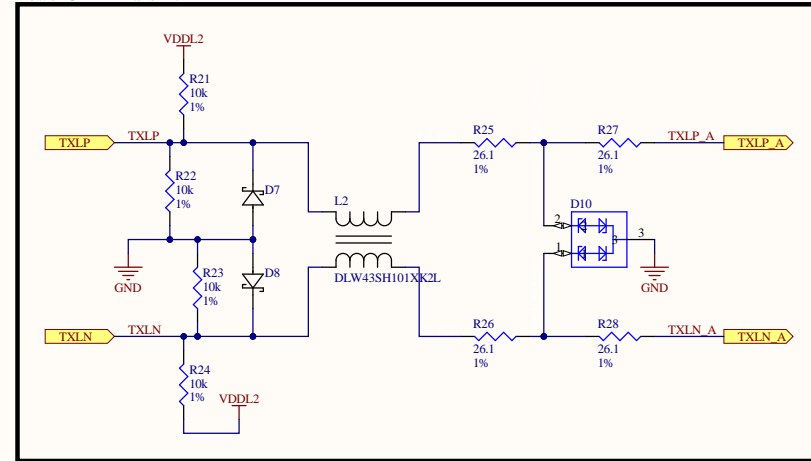 VDDL2
R21
10k
1%
TXLP
TXLP
R25
26.1
1%
R27
26.1
1%
TXLP_A
TXLP_A
R22
10k
1%
D7
L2
D10
2
3
3
1
GND
R23
10k
1%
D8
DLW43SH101XK2L
GND
TXLN
TXLN
R26
26.1
1%
R28
26.1
1%
TXLN_A
TXLN_A
R24
10k
1%
VDDL2